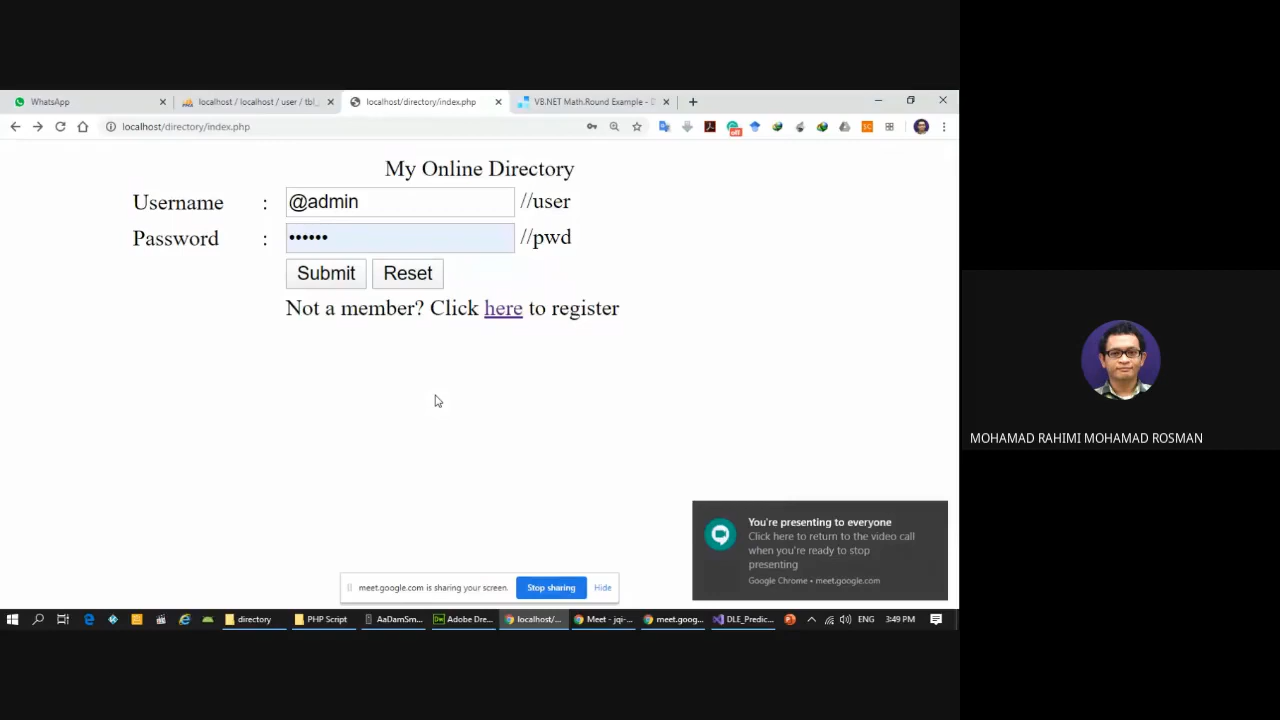 WhatsApp
localhost / localhost / user / tbl_
localhost/directory/index.php
VB.NET Math.Round Example - D
localhost/directory/index.php
off
My Online Directory
Username : @admin //user
Password : •••••• //pwd
Submit Reset
Not a member? Click here to register
MOHAMAD RAHIMI MOHAMAD ROSMAN
You're presenting to everyone
Click here to return to the video call
when you're ready to stop
presenting
Google Chrome • meet.google.com
meet.google.com is sharing your screen. Stop sharing Hide
directory PHP Script AaDamSm... Adobe Dre... localhost/... Meet - jqi-... meet.goog... DLE_Predic... ENG 3:49 PM